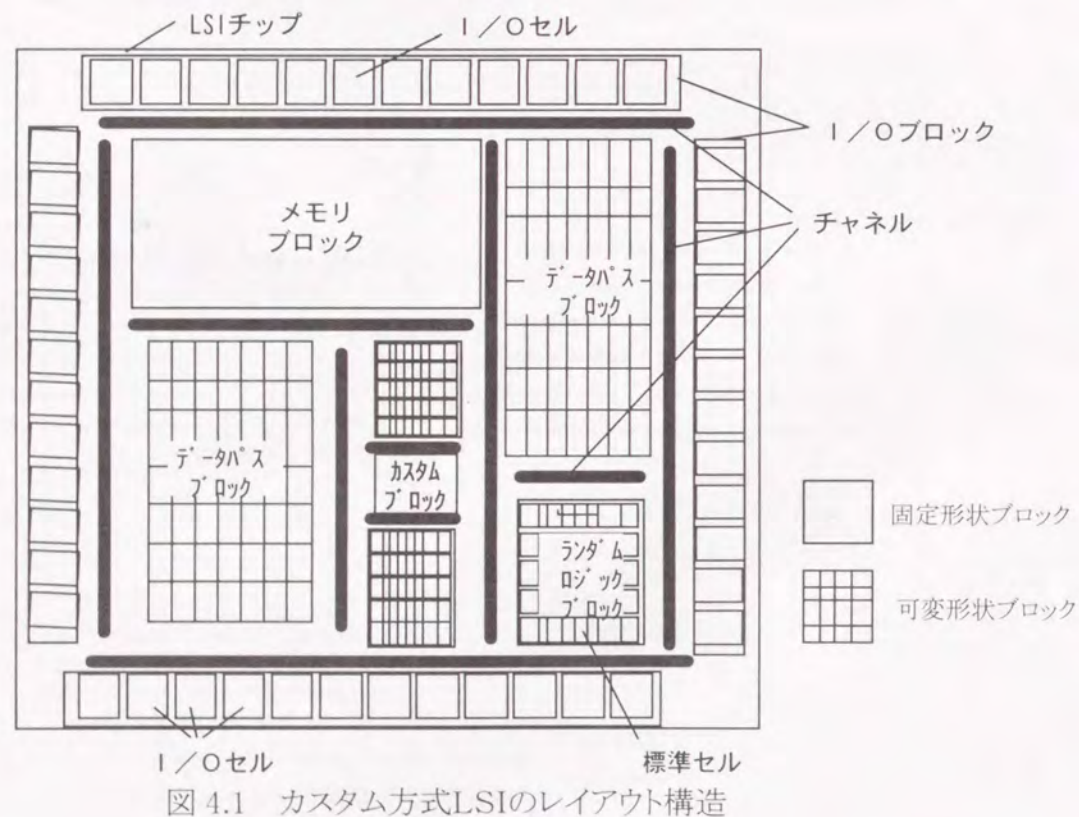 LSIチップ
I／Oセル
I／Oブロック
メモリ
ブロック
チャネル
データパス
ブロック
データパス
ブロック
カスタム
ブロック
ランダム
ロジック
ブロック
固定形状ブロック
可変形状ブロック
I／Oセル
標準セル
図 4.1 カスタム方式LSIのレイアウト構造